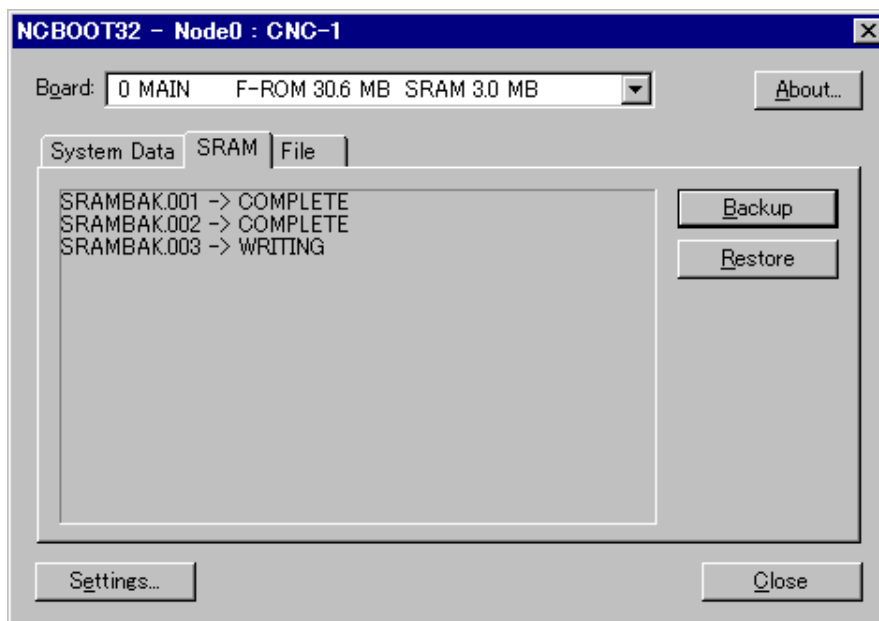 NCBOOT32 - Node0 : CNC-1
Board: 0 MAIN F-ROM 30.6 MB SRAM 3.0 MB About...
System Data SRAM File
SRAMBAK.001 -> COMPLETE
SRAMBAK.002 -> COMPLETE
SRAMBAK.003 -> WRITING
Backup
Restore
Settings... Close